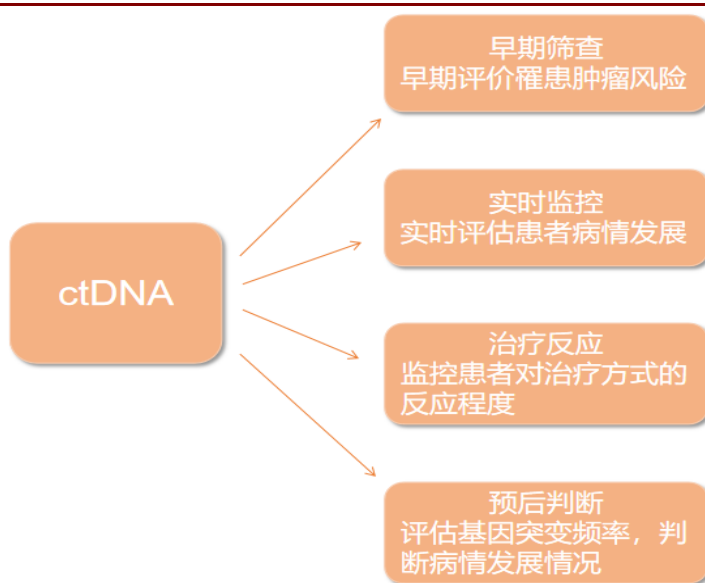 早期筛查
早期评价罹患肿瘤风险
实时监控
实时评估患者病情发展
ctDNA
治疗反应
监控患者对治疗方式的
反应程度
预后判断
评估基因突变频率，判
断病情发展情况